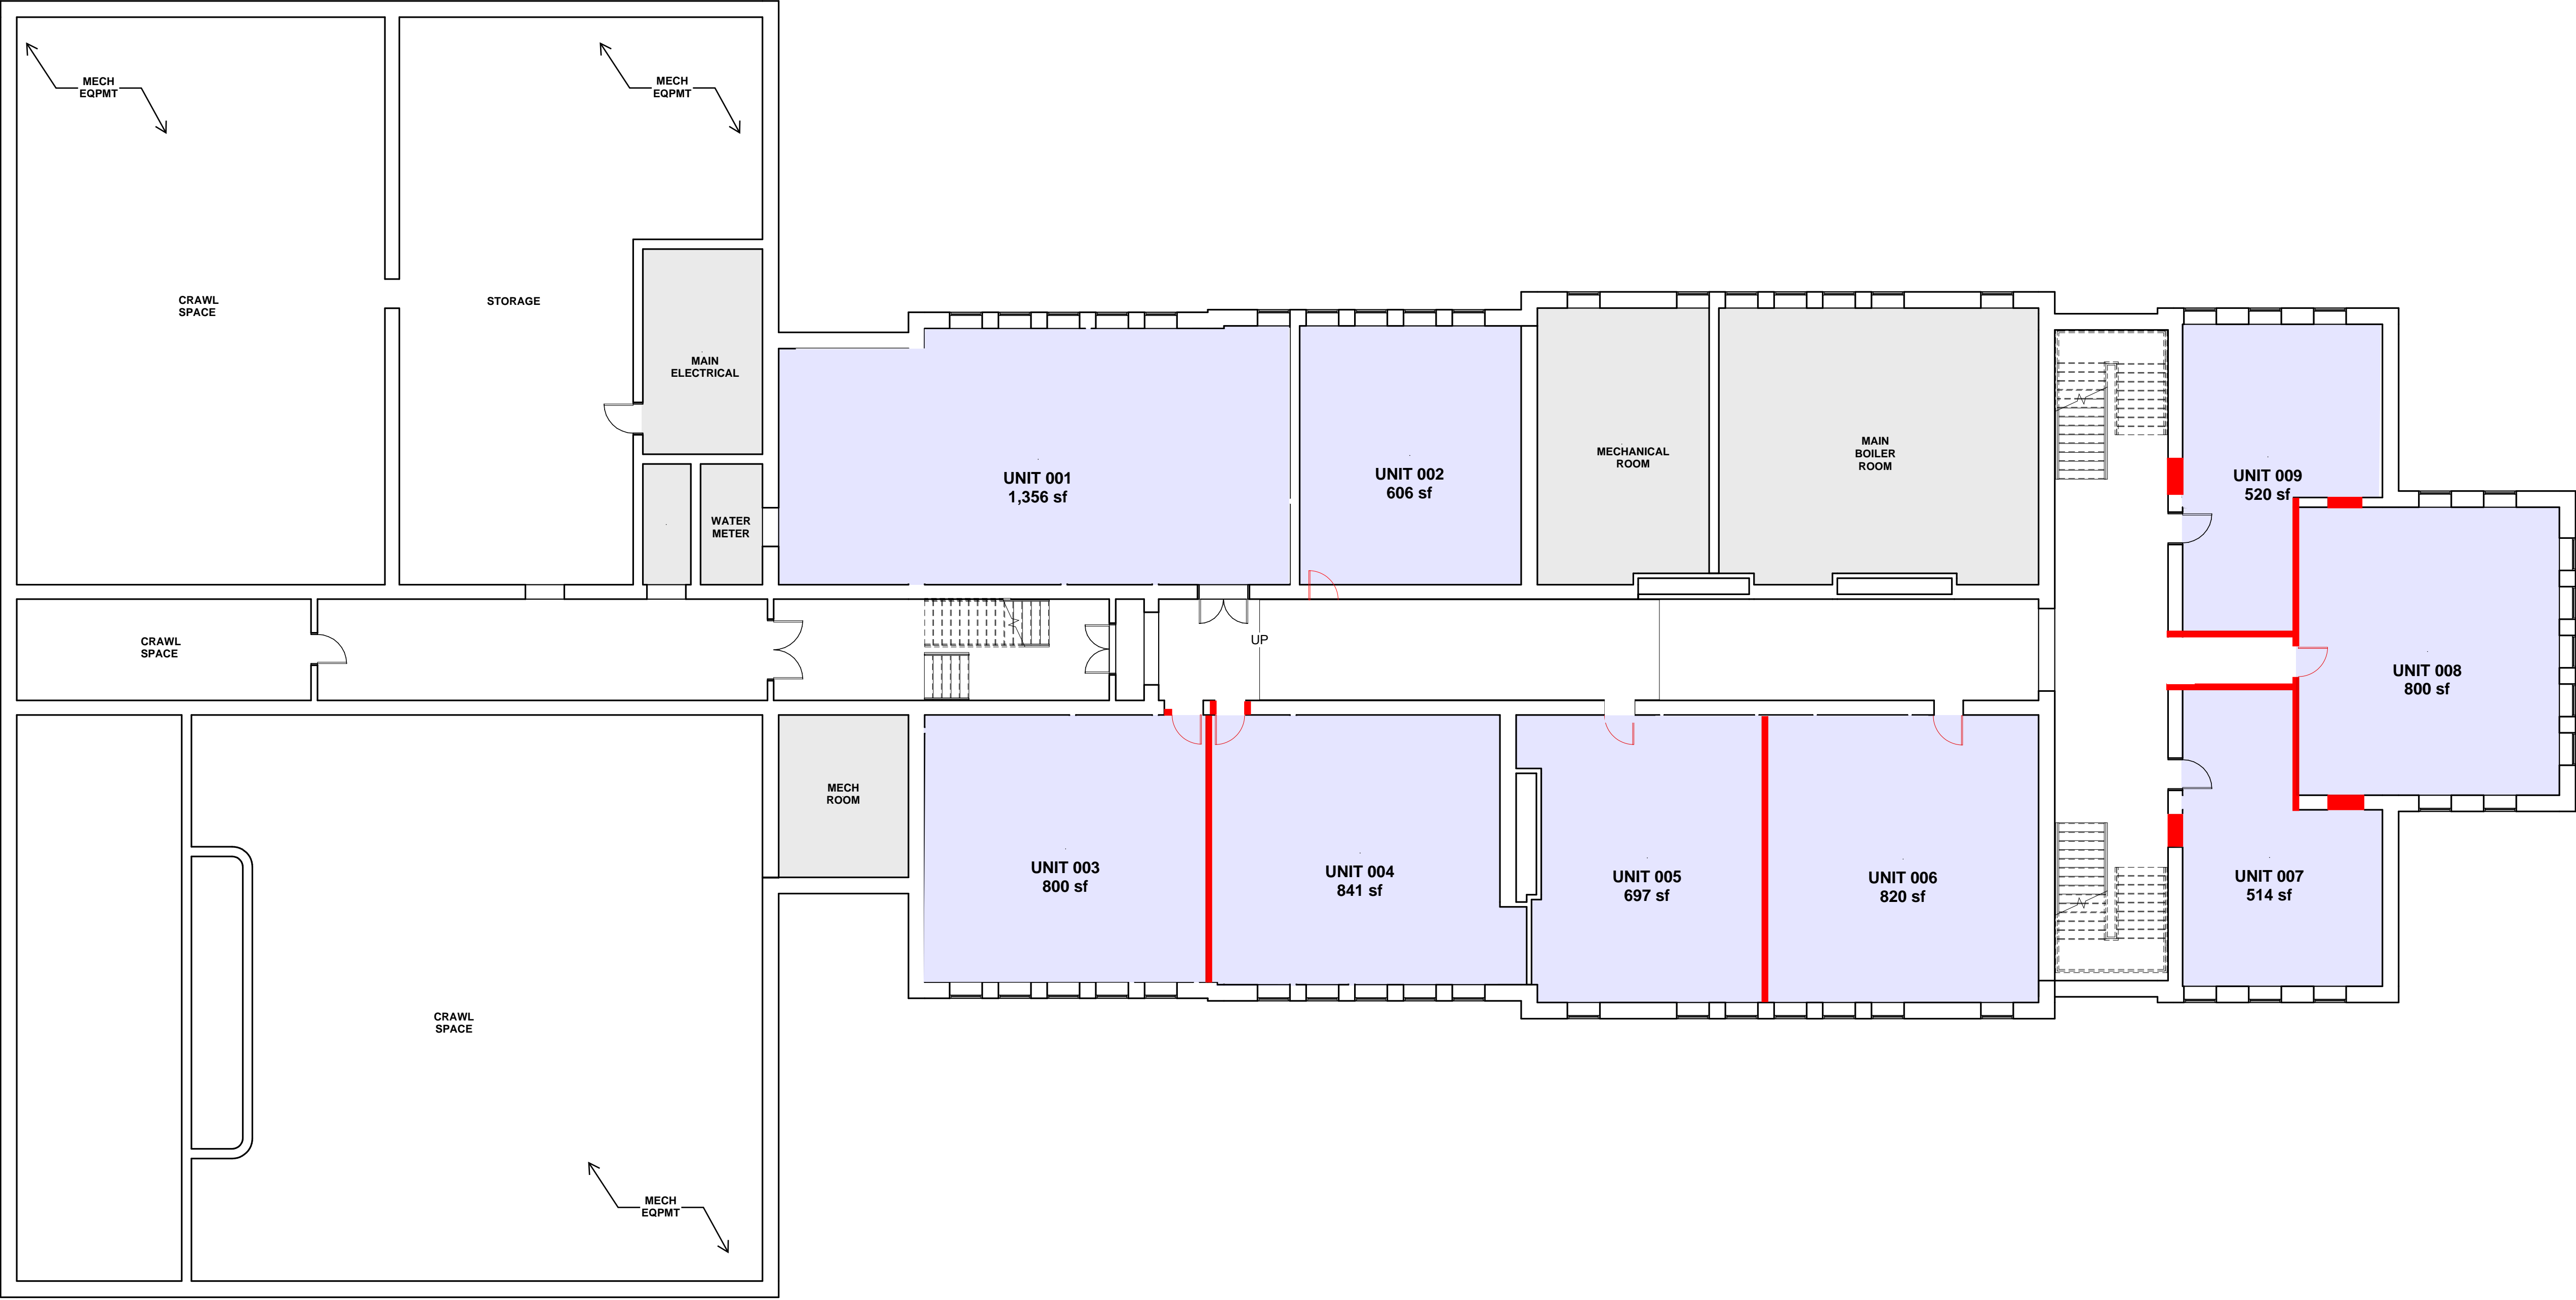 MECH
EQPMT
MECH
EQPMT
CRAWL
SPACE
STORAGE
MAIN
ELECTRICAL
WATER
METER
UNIT 001
1,356 sf
UNIT 002
606 sf
MECHANICAL
ROOM
MAIN
BOILER
ROOM
UNIT 009
520 sf
CRAWL
SPACE
UP
UNIT 008
800 sf
MECH
ROOM
UNIT 003
800 sf
UNIT 004
841 sf
UNIT 005
697 sf
UNIT 006
820 sf
UNIT 007
514 sf
CRAWL
SPACE
MECH
EQPMT